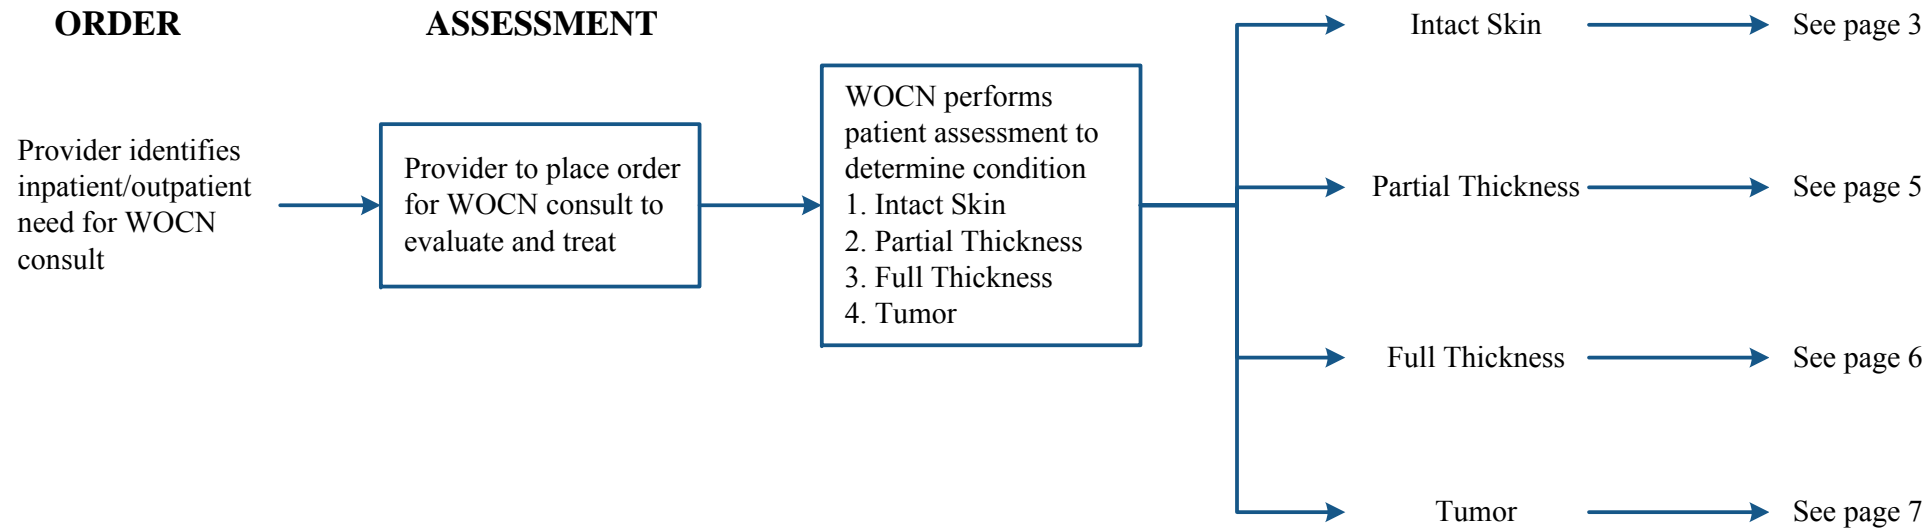 ORDER
ASSESSMENT
Provider identifies
inpatient/outpatient
need for WOCN
consult
Provider to place order
for WOCN consult to
evaluate and treat
WOCN performs
patient assessment to
determine condition
1. Intact Skin
2. Partial Thickness
3. Full Thickness
4. Tumor
Intact Skin
See page 3
Partial Thickness
See page 5
Full Thickness
See page 6
Tumor
See page 7